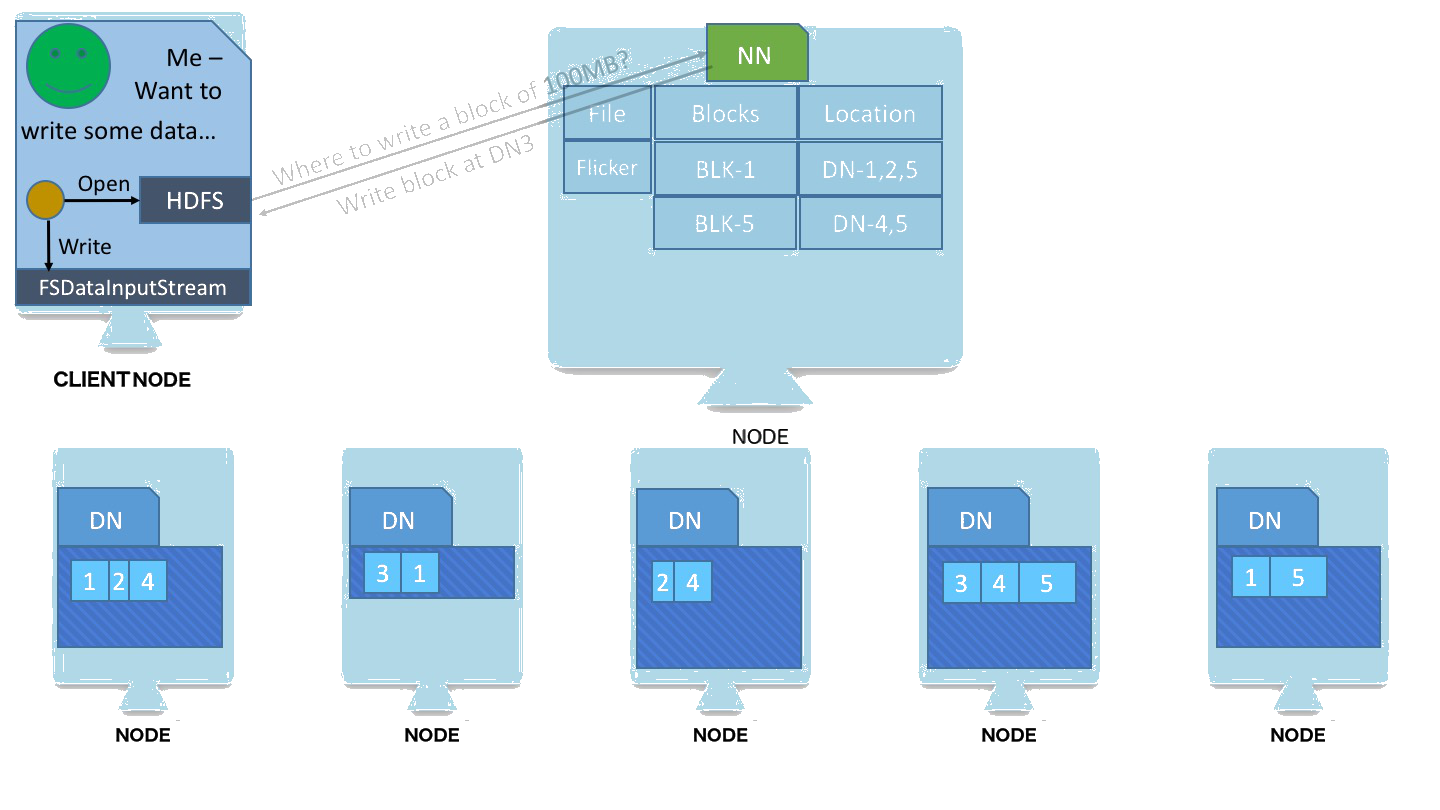 Me –
Want to
write some data...
Open
HDFS
Write
FSDataInputStream
CLIENT NODE
Where to write a block of 100MB?
Write block at DN3
NN
File Blocks Location
Flicker BLK-1 DN-1,2,5
BLK-5 DN-4,5
NODE
DN
1 2 4
NODE
DN
3 1
NODE
DN
2 4
NODE
DN
3 4 5
NODE
DN
1 5
NODE